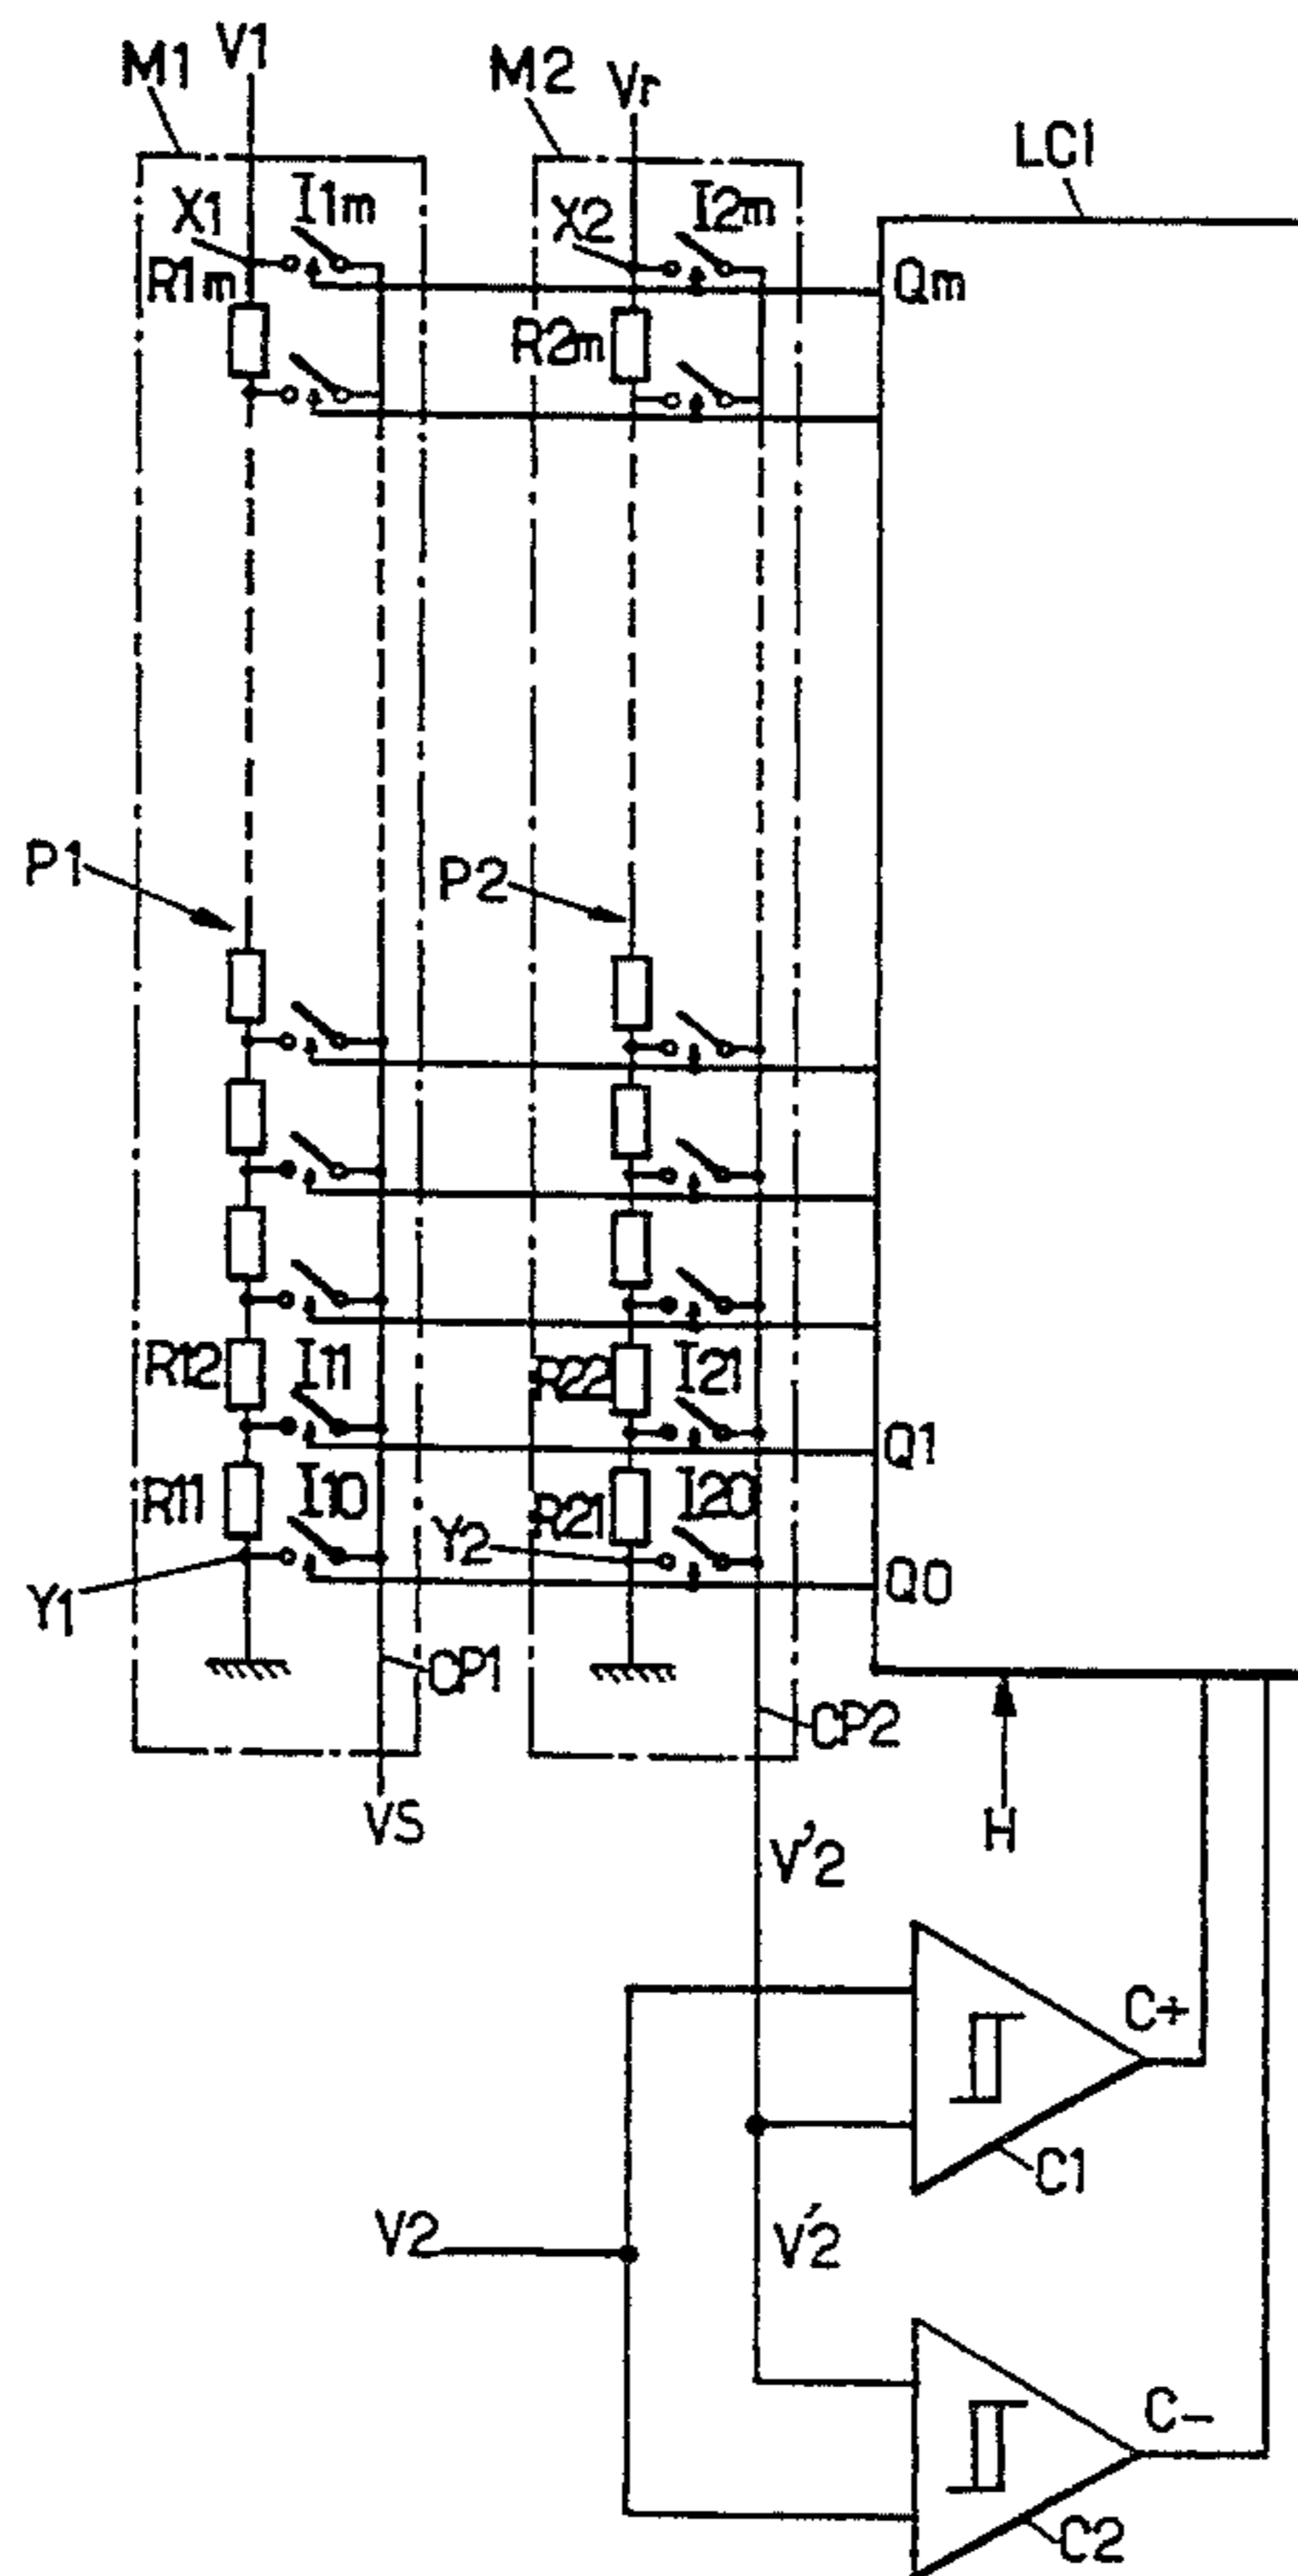 M1 V1 M2 Vr
LC1
X1 I1m X2 I2m
R1m R2m Qm
P1 P2
R12 I11 R22 I21
Q1
R11 I10 R21 I20
Y1 Y2 Q0
CP1 CP2
VS V'2 H
C+
C1
V2 V'2
C-
C2